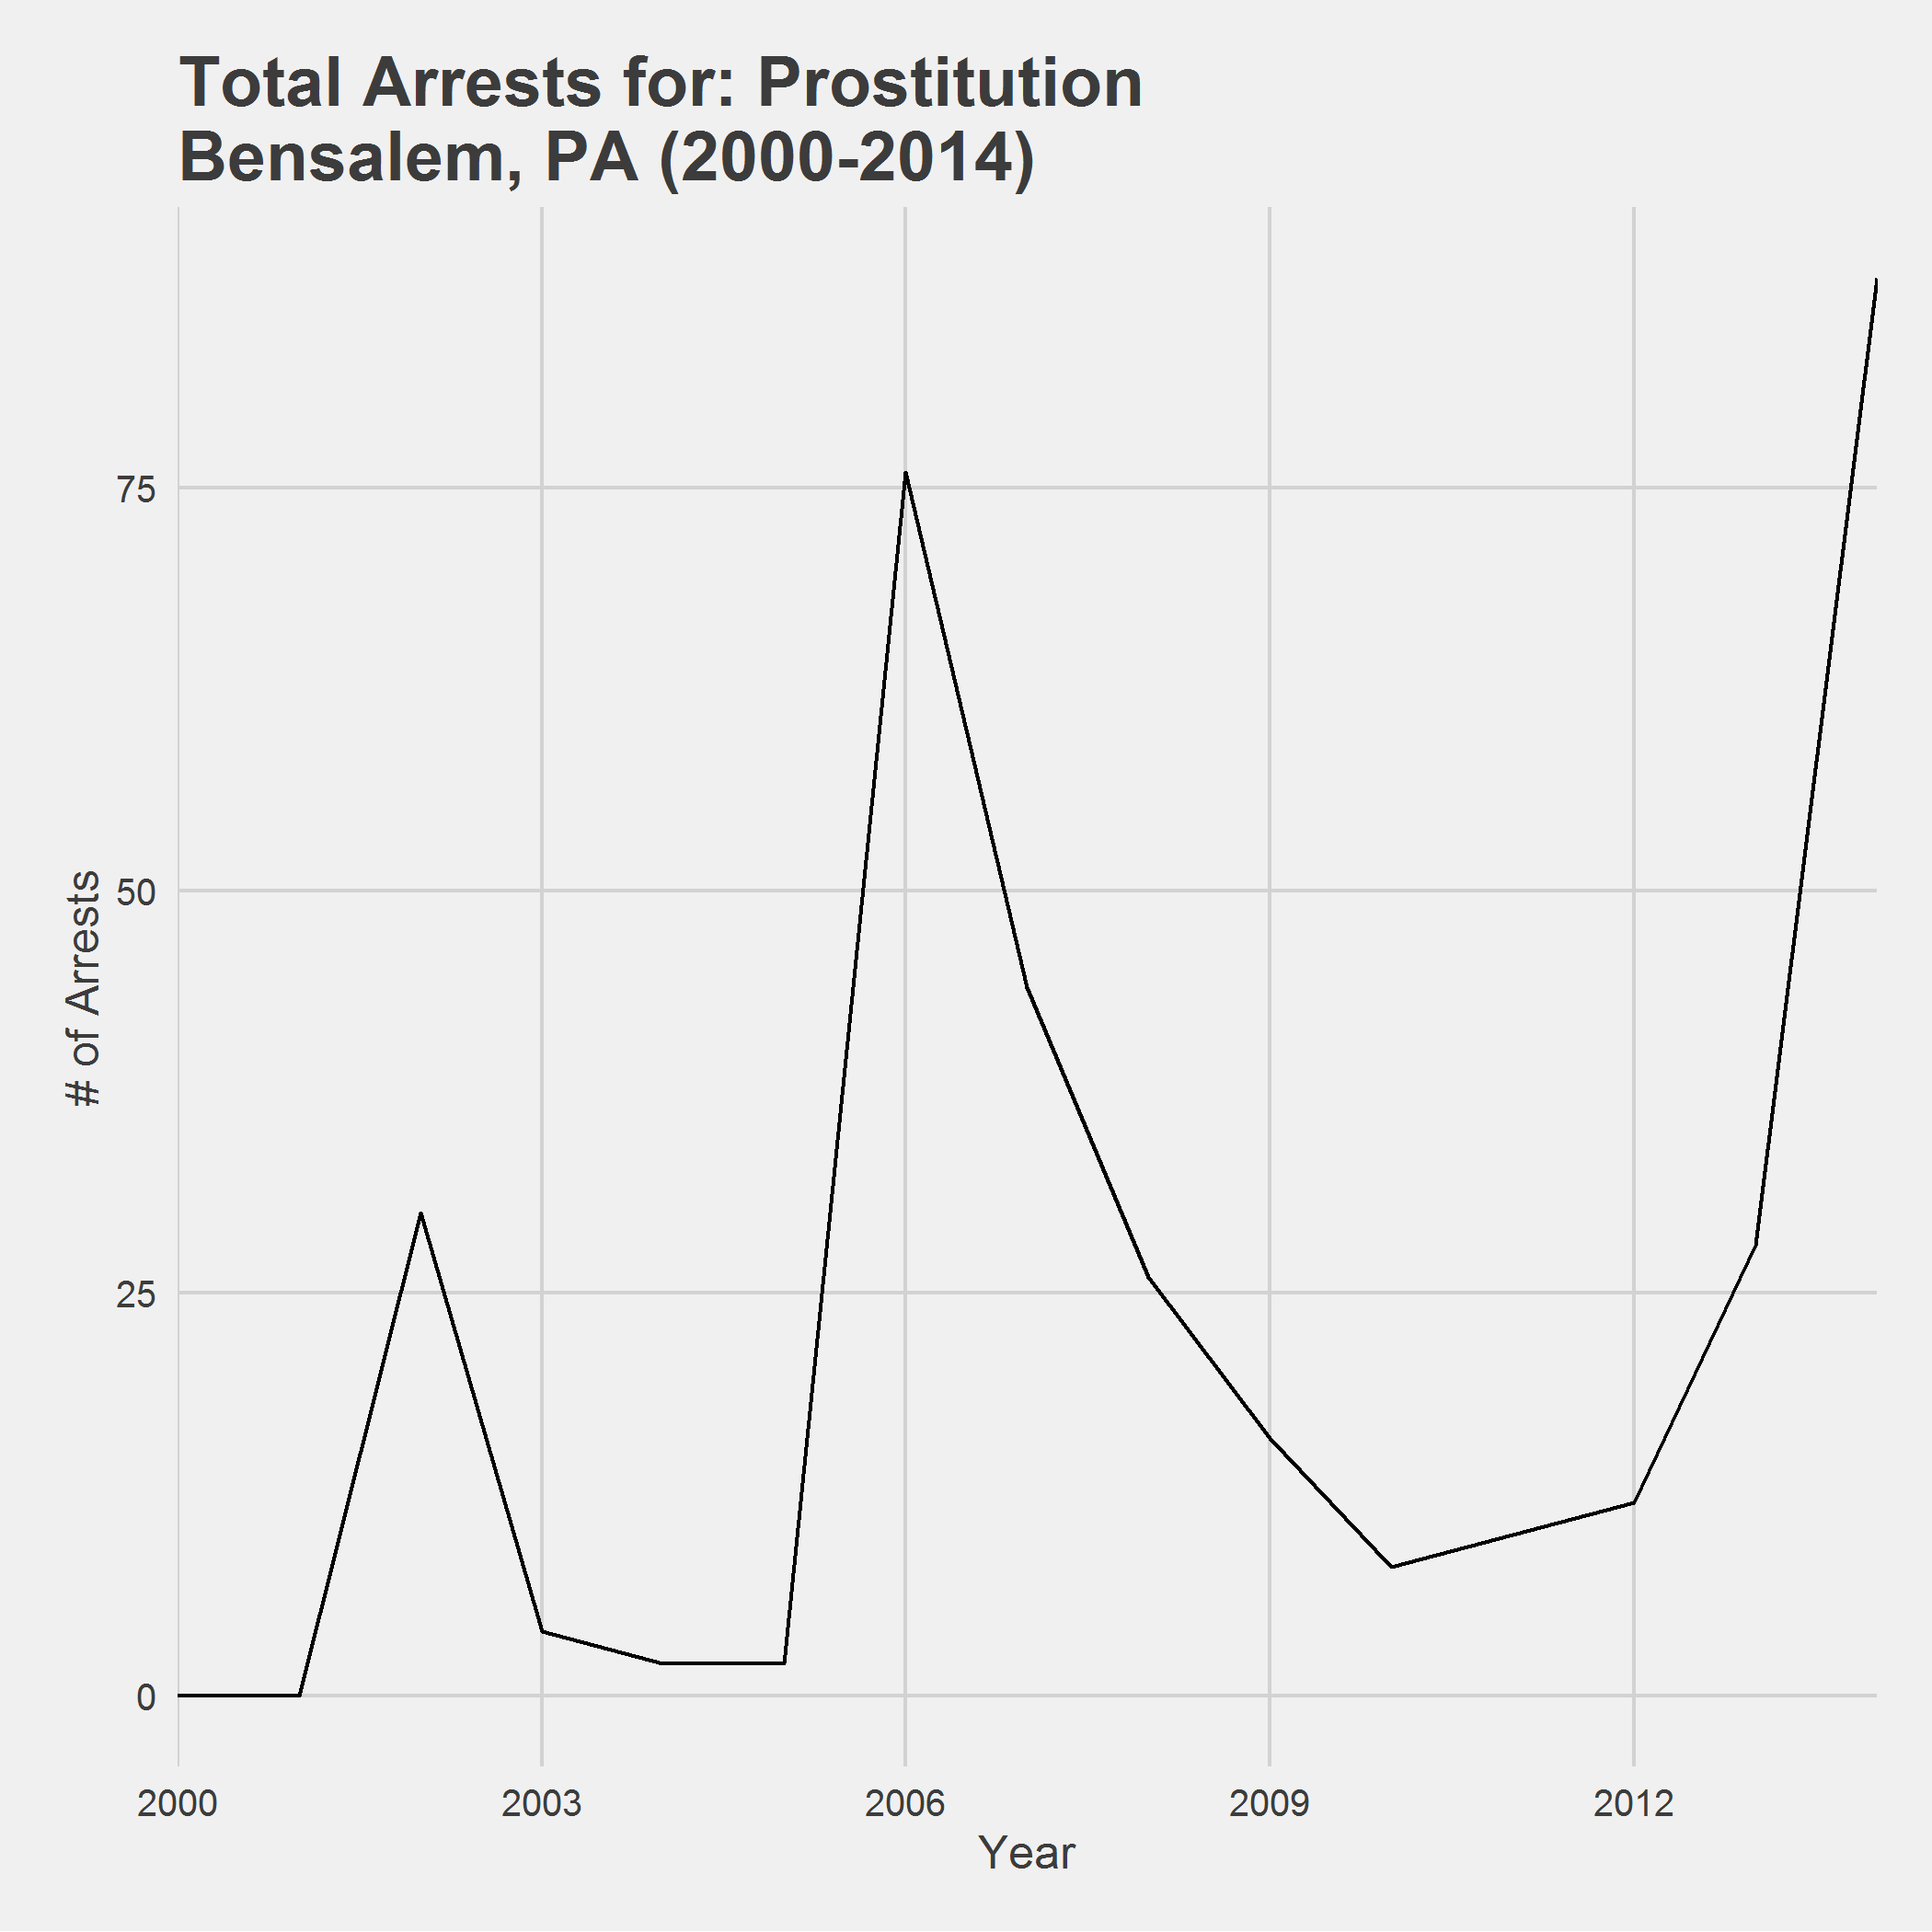 Total Arrests for: Prostitution
Bensalem, PA (2000-2014)
# of Arrests
75
50
25
0
2000 2003 2006 2009 2012
Year